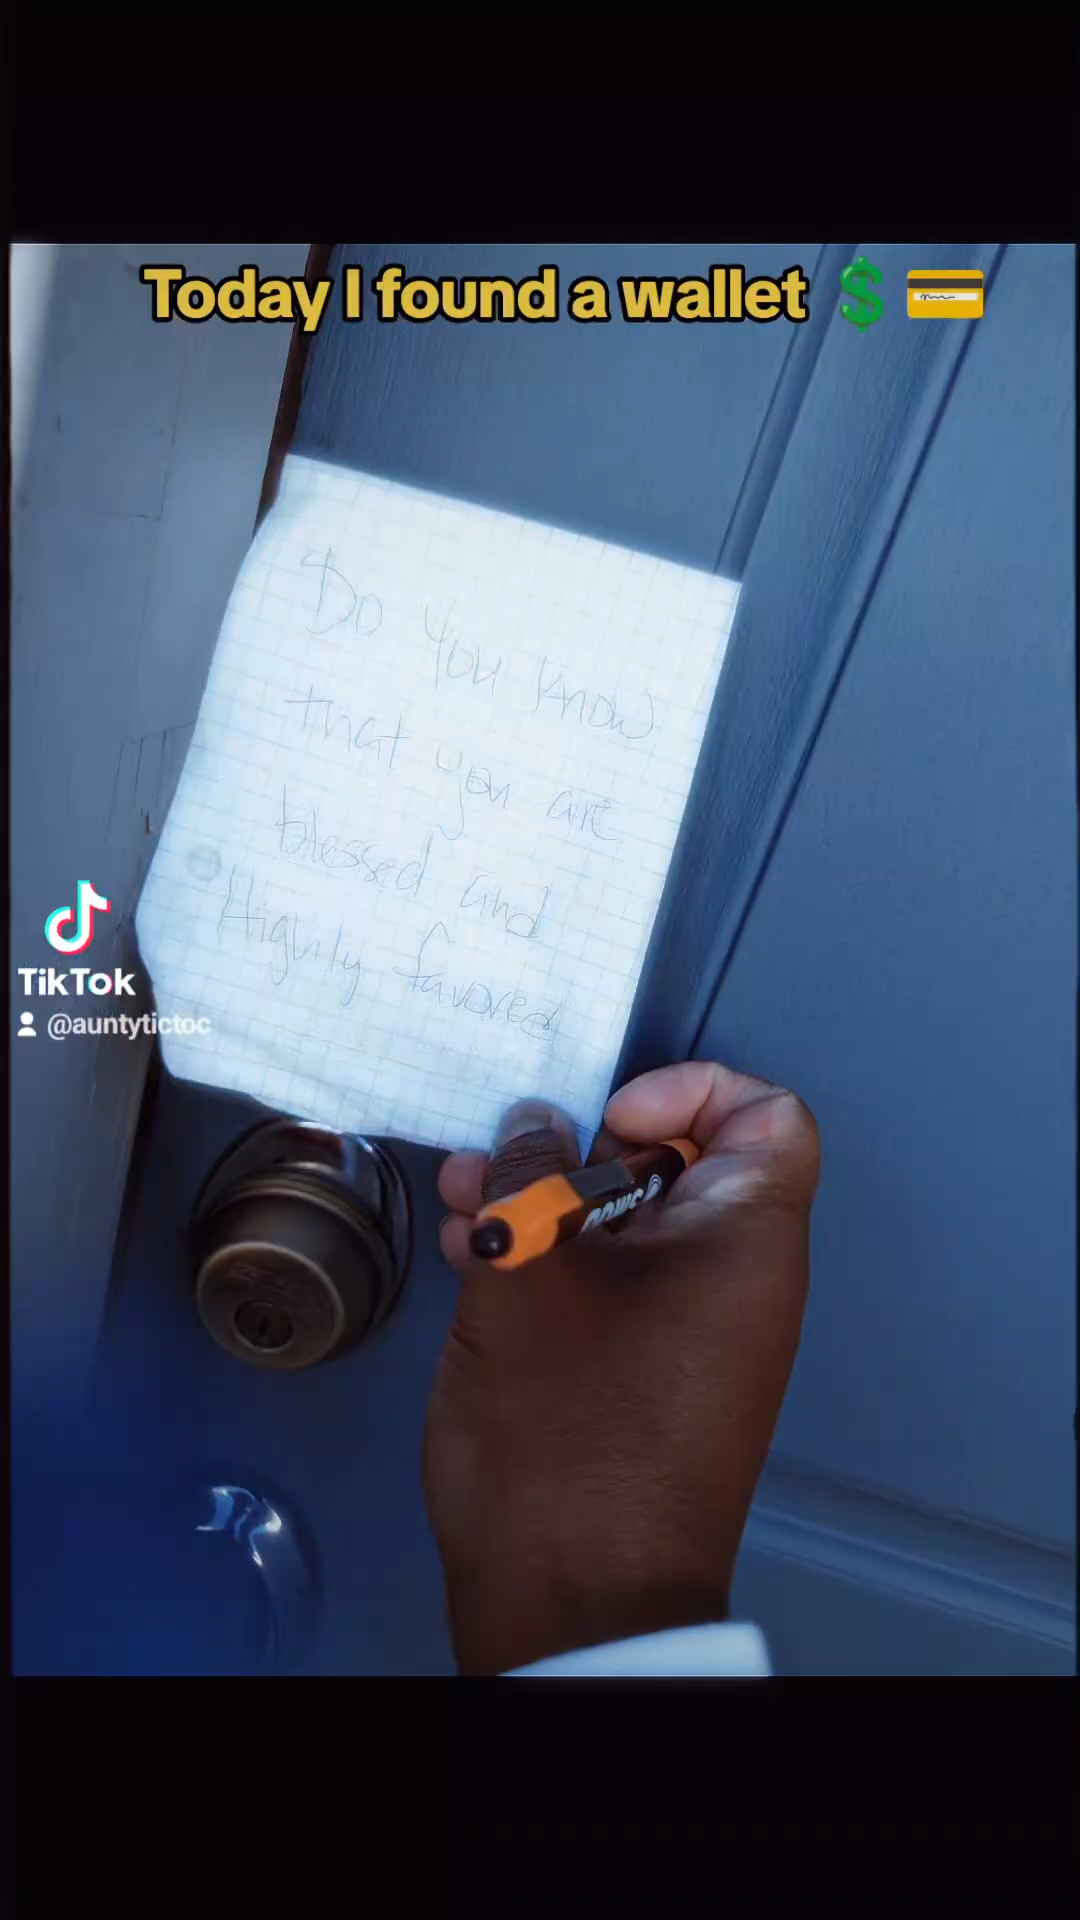 Today I found a wallet
Do you know
that you are
blessed and
Highly favored
TikTok
@auntytictoc